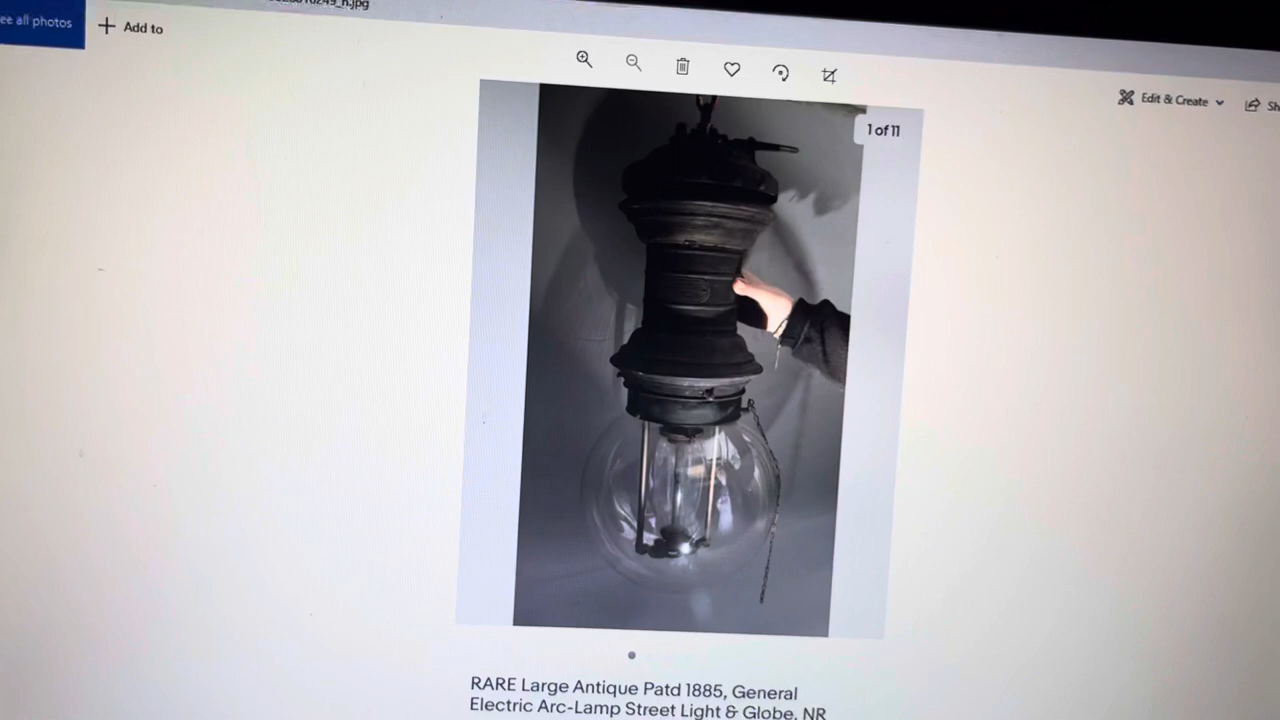 ee all photos
Add to
Edit & Create
Sh
1 of 11
RARE Large Antique Patd 1885, General
Electric Arc-Lamp Street Light & Globe, NR